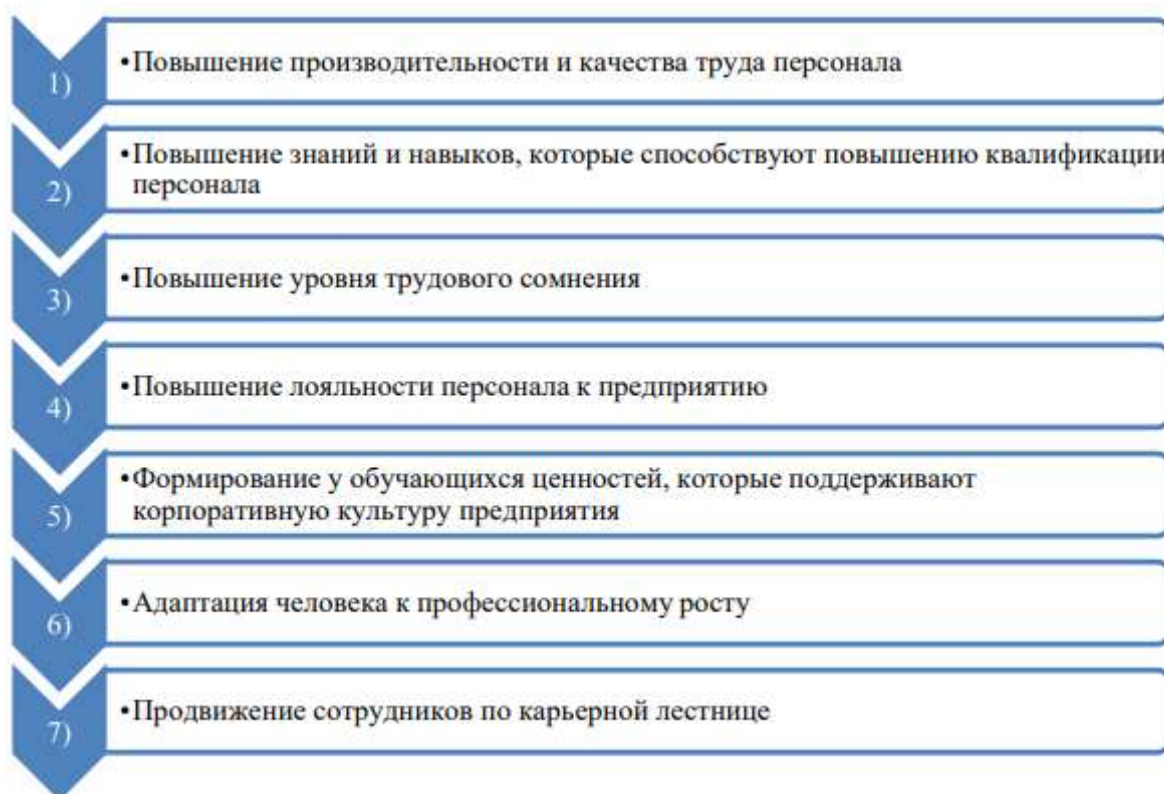 1)
•Повышение производительности и качества труда персонала
2)
•Повышение знаний и навыков, которые способствуют повышению квалификации
персонала
3)
•Повышение уровня трудового сомнения
4)
•Повышение лояльности персонала к предприятию
5)
•Формирование у обучающихся ценностей, которые поддерживают
корпоративную культуру предприятия
6)
•Адаптация человека к профессиональному росту
7)
•Продвижение сотрудников по карьерной лестнице